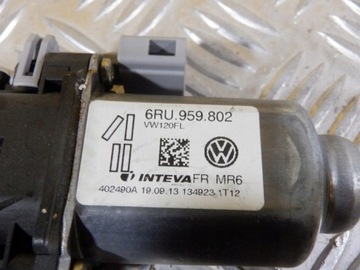 6RU.959.802
VW120FL
INTEVA FR MR6
402490A 19.09.13 134923 1T12